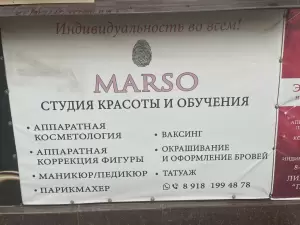 Индивидуальность во всём!
MARSO
СТУДИЯ КРАСОТЫ И ОБУЧЕНИЯ
• АППАРАТНАЯ
КОСМЕТОЛОГИЯ
• АППАРАТНАЯ
КОРРЕКЦИЯ ФИГУРЫ
• МАНИКЮР/ПЕДИКЮР
• ПАРИКМАХЕР
• ВАКСИНГ
• ОКРАШИВАНИЕ
И ОФОРМЛЕНИЕ БРОВЕЙ
• ТАТУАЖ
8 918 199 48 78